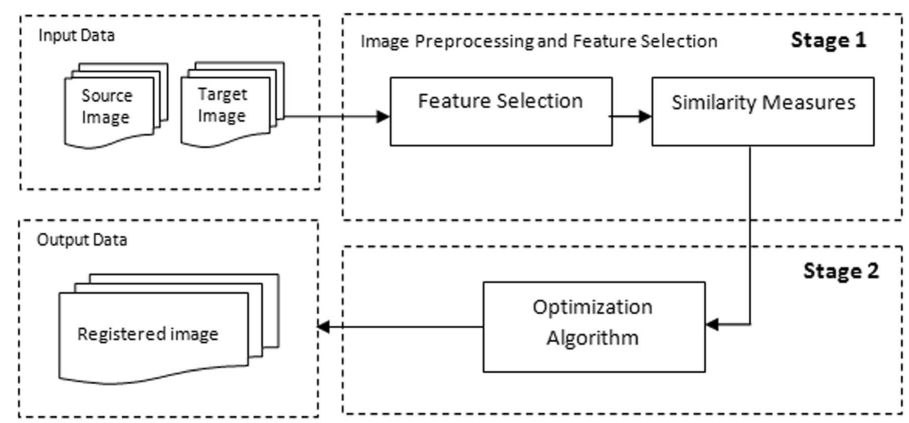 Input Data
Source
Image
Target
Image
Image Preprocessing and Feature Selection
Stage 1
Feature Selection
Similarity Measures
Output Data
Registered image
Stage 2
Optimization
Algorithm